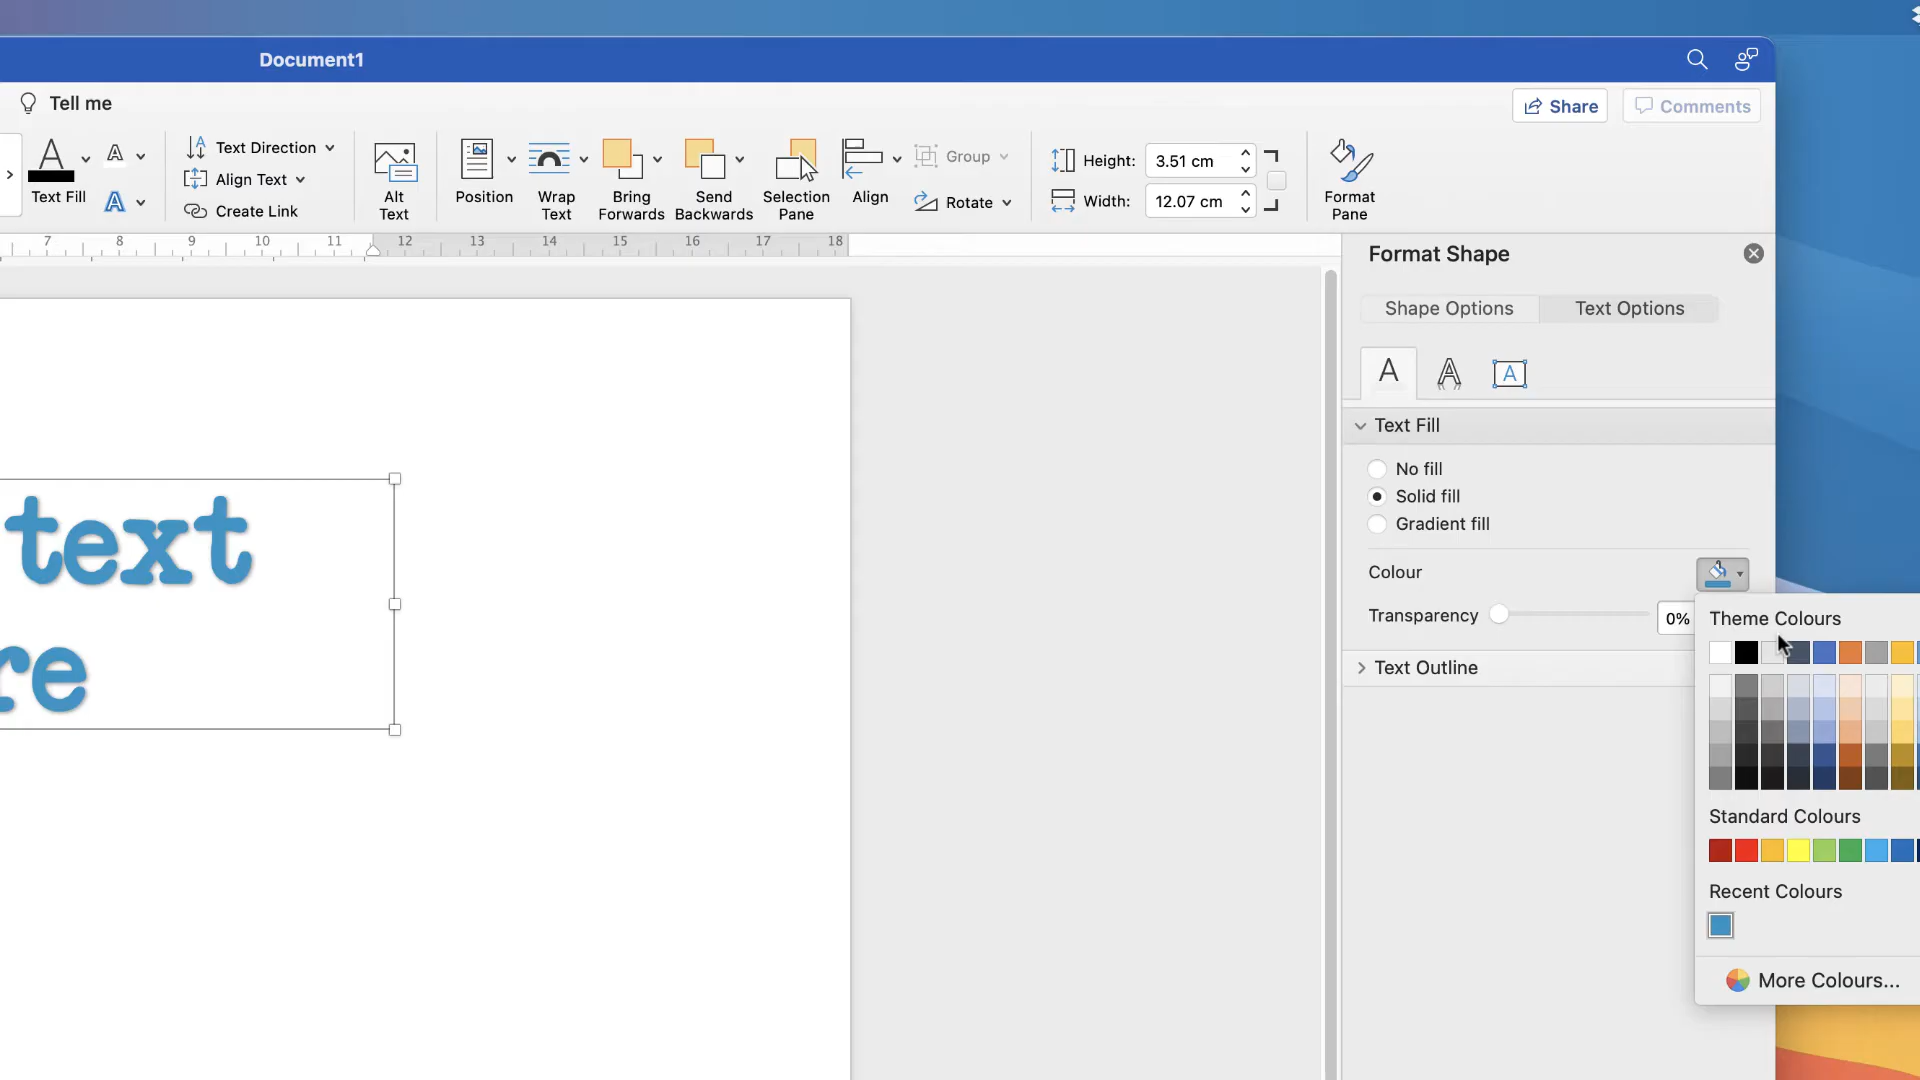 Document1
Tell me
Share
Comments
Text Fill
Text Direction
Align Text
Create Link
Alt
Text
Position
Wrap
Text
Bring
Forwards
Send
Backwards
Selection
Pane
Align
Group
Rotate
Height: 3.51 cm
Width: 12.07 cm
Format
Pane
7 8 9 10 11 12 13 14 15 16 17 18
text
re
Format Shape
Shape Options Text Options
Text Fill
No fill
Solid fill
Gradient fill
Colour
Transparency 0%
Text Outline
Theme Colours
Standard Colours
Recent Colours
More Colours...